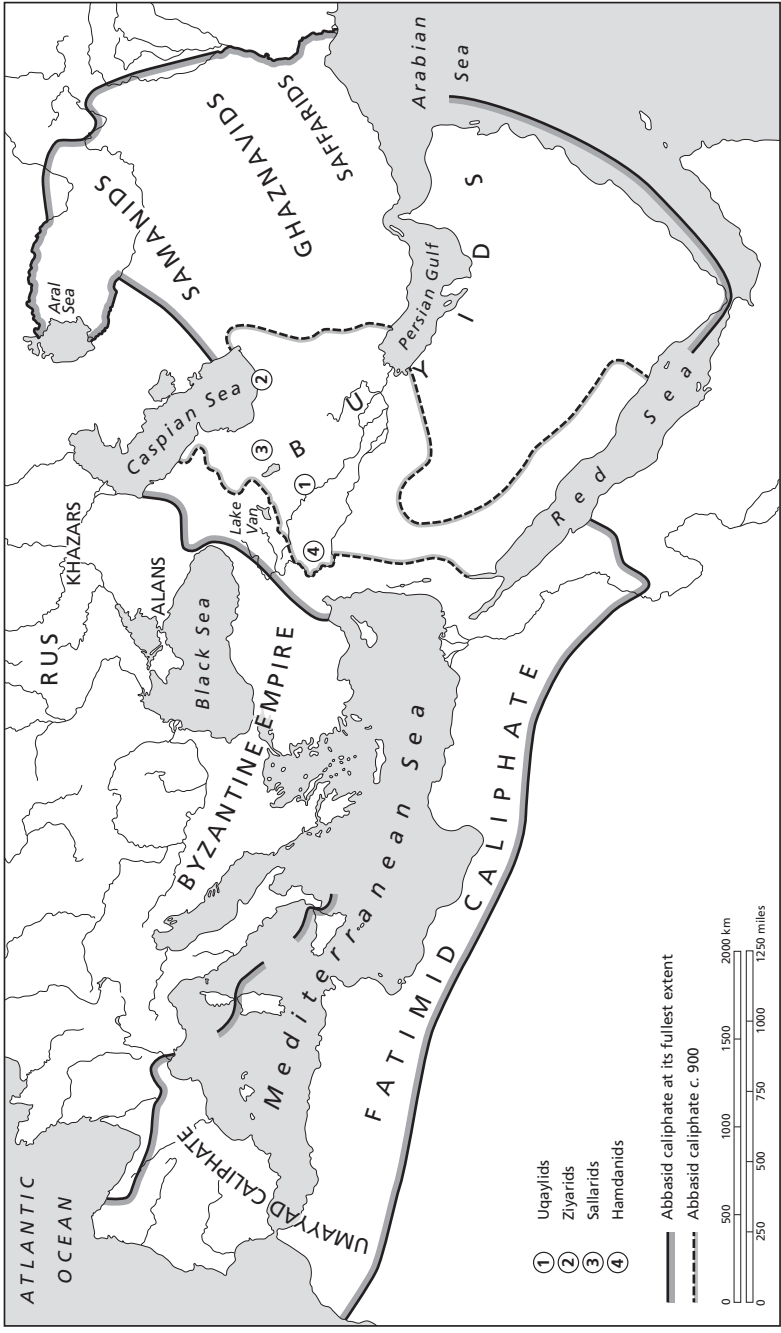 ATLANTIC
OCEAN
RUS
KHAZARS
ALANS
Black Sea
Caspian Sea
Aral
Sea
Lake
Van
BYZANTINE EMPIRE
Mediterranean Sea
UMAYYAD CALIPHATE
FATIMID CALIPHATE
SAMANIDS
GHAZNAVIDS
SAFFARIDS
BUYIDS
Persian Gulf
Arabian
Sea
Red Sea
1
2
3
4
1 Uqaylids
2 Ziyarids
3 Sallarids
4 Hamdanids
Abbasid caliphate at its fullest extent
Abbasid caliphate c. 900
0 500 1000 1500 2000 km
0 250 500 750 1000 1250 miles